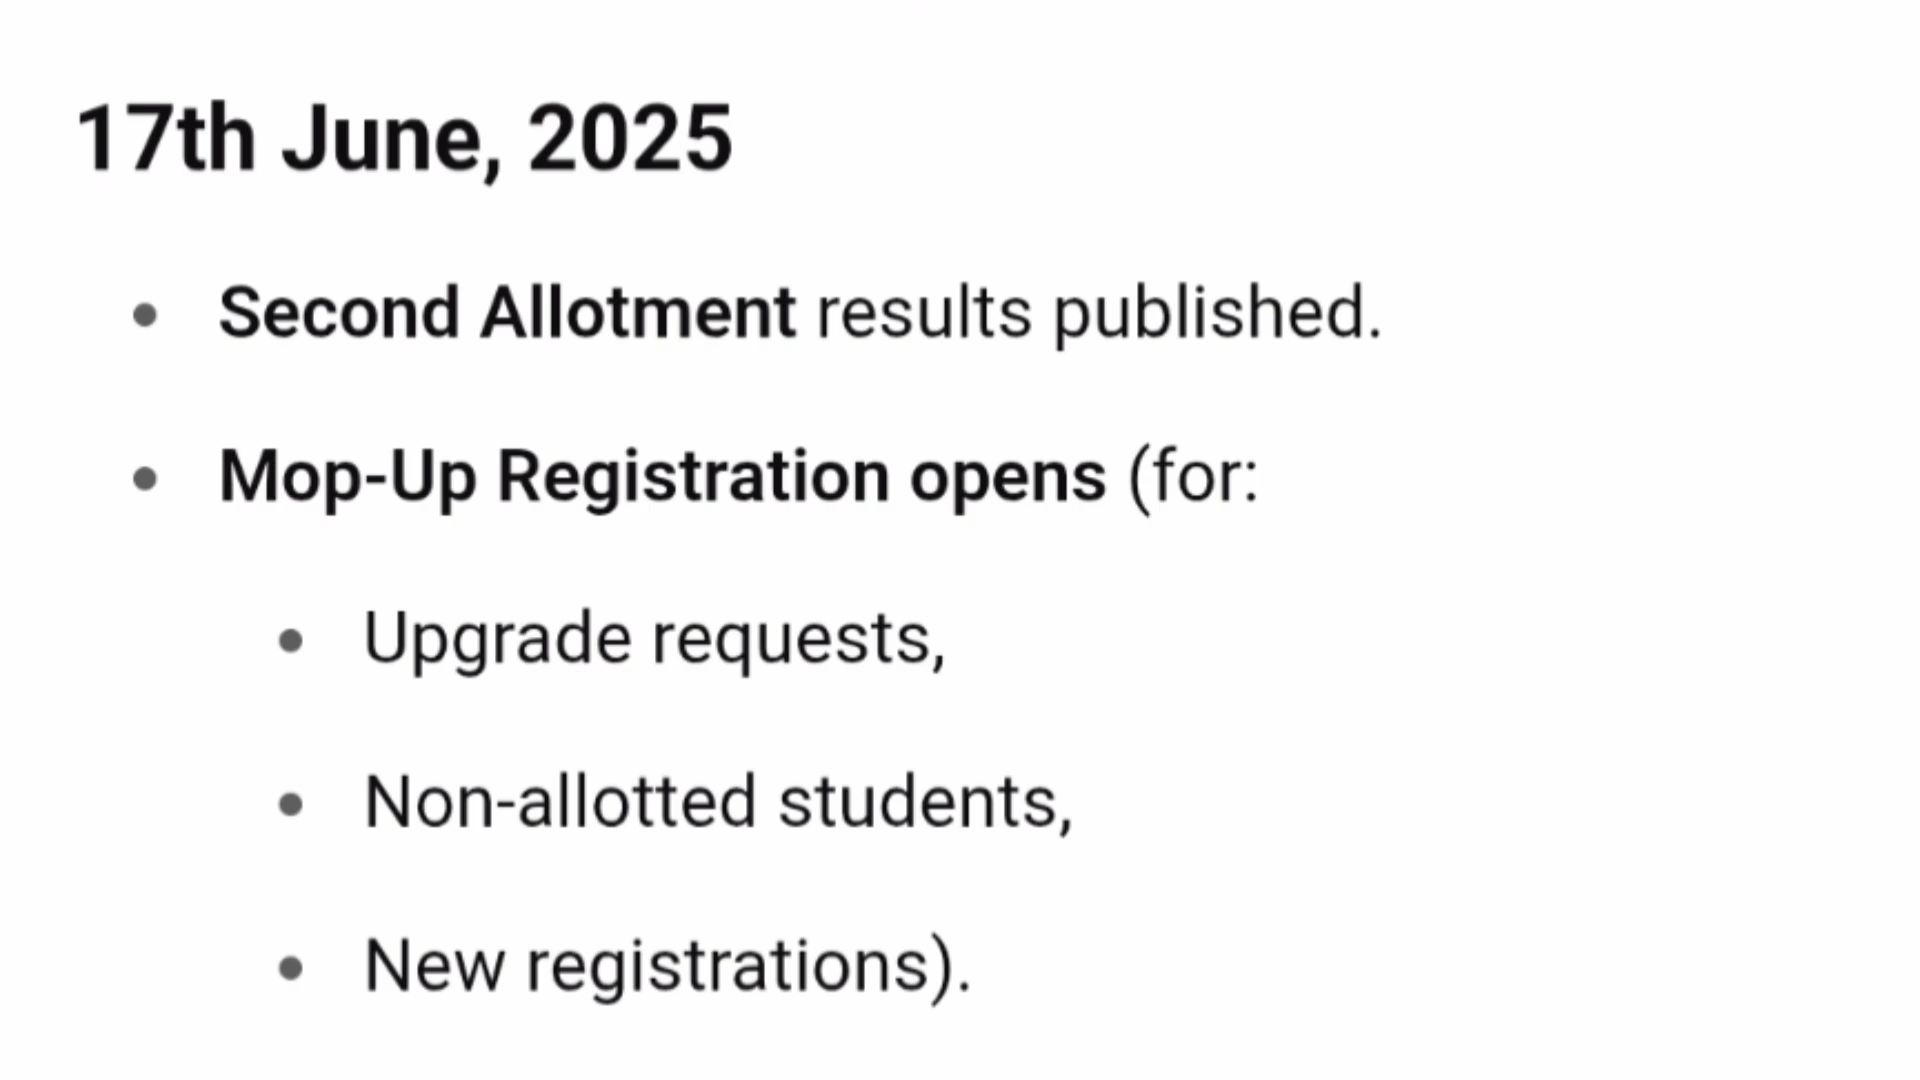 17th June, 2025
• Second Allotment results published.
• Mop-Up Registration opens (for:
• Upgrade requests,
• Non-allotted students,
• New registrations).